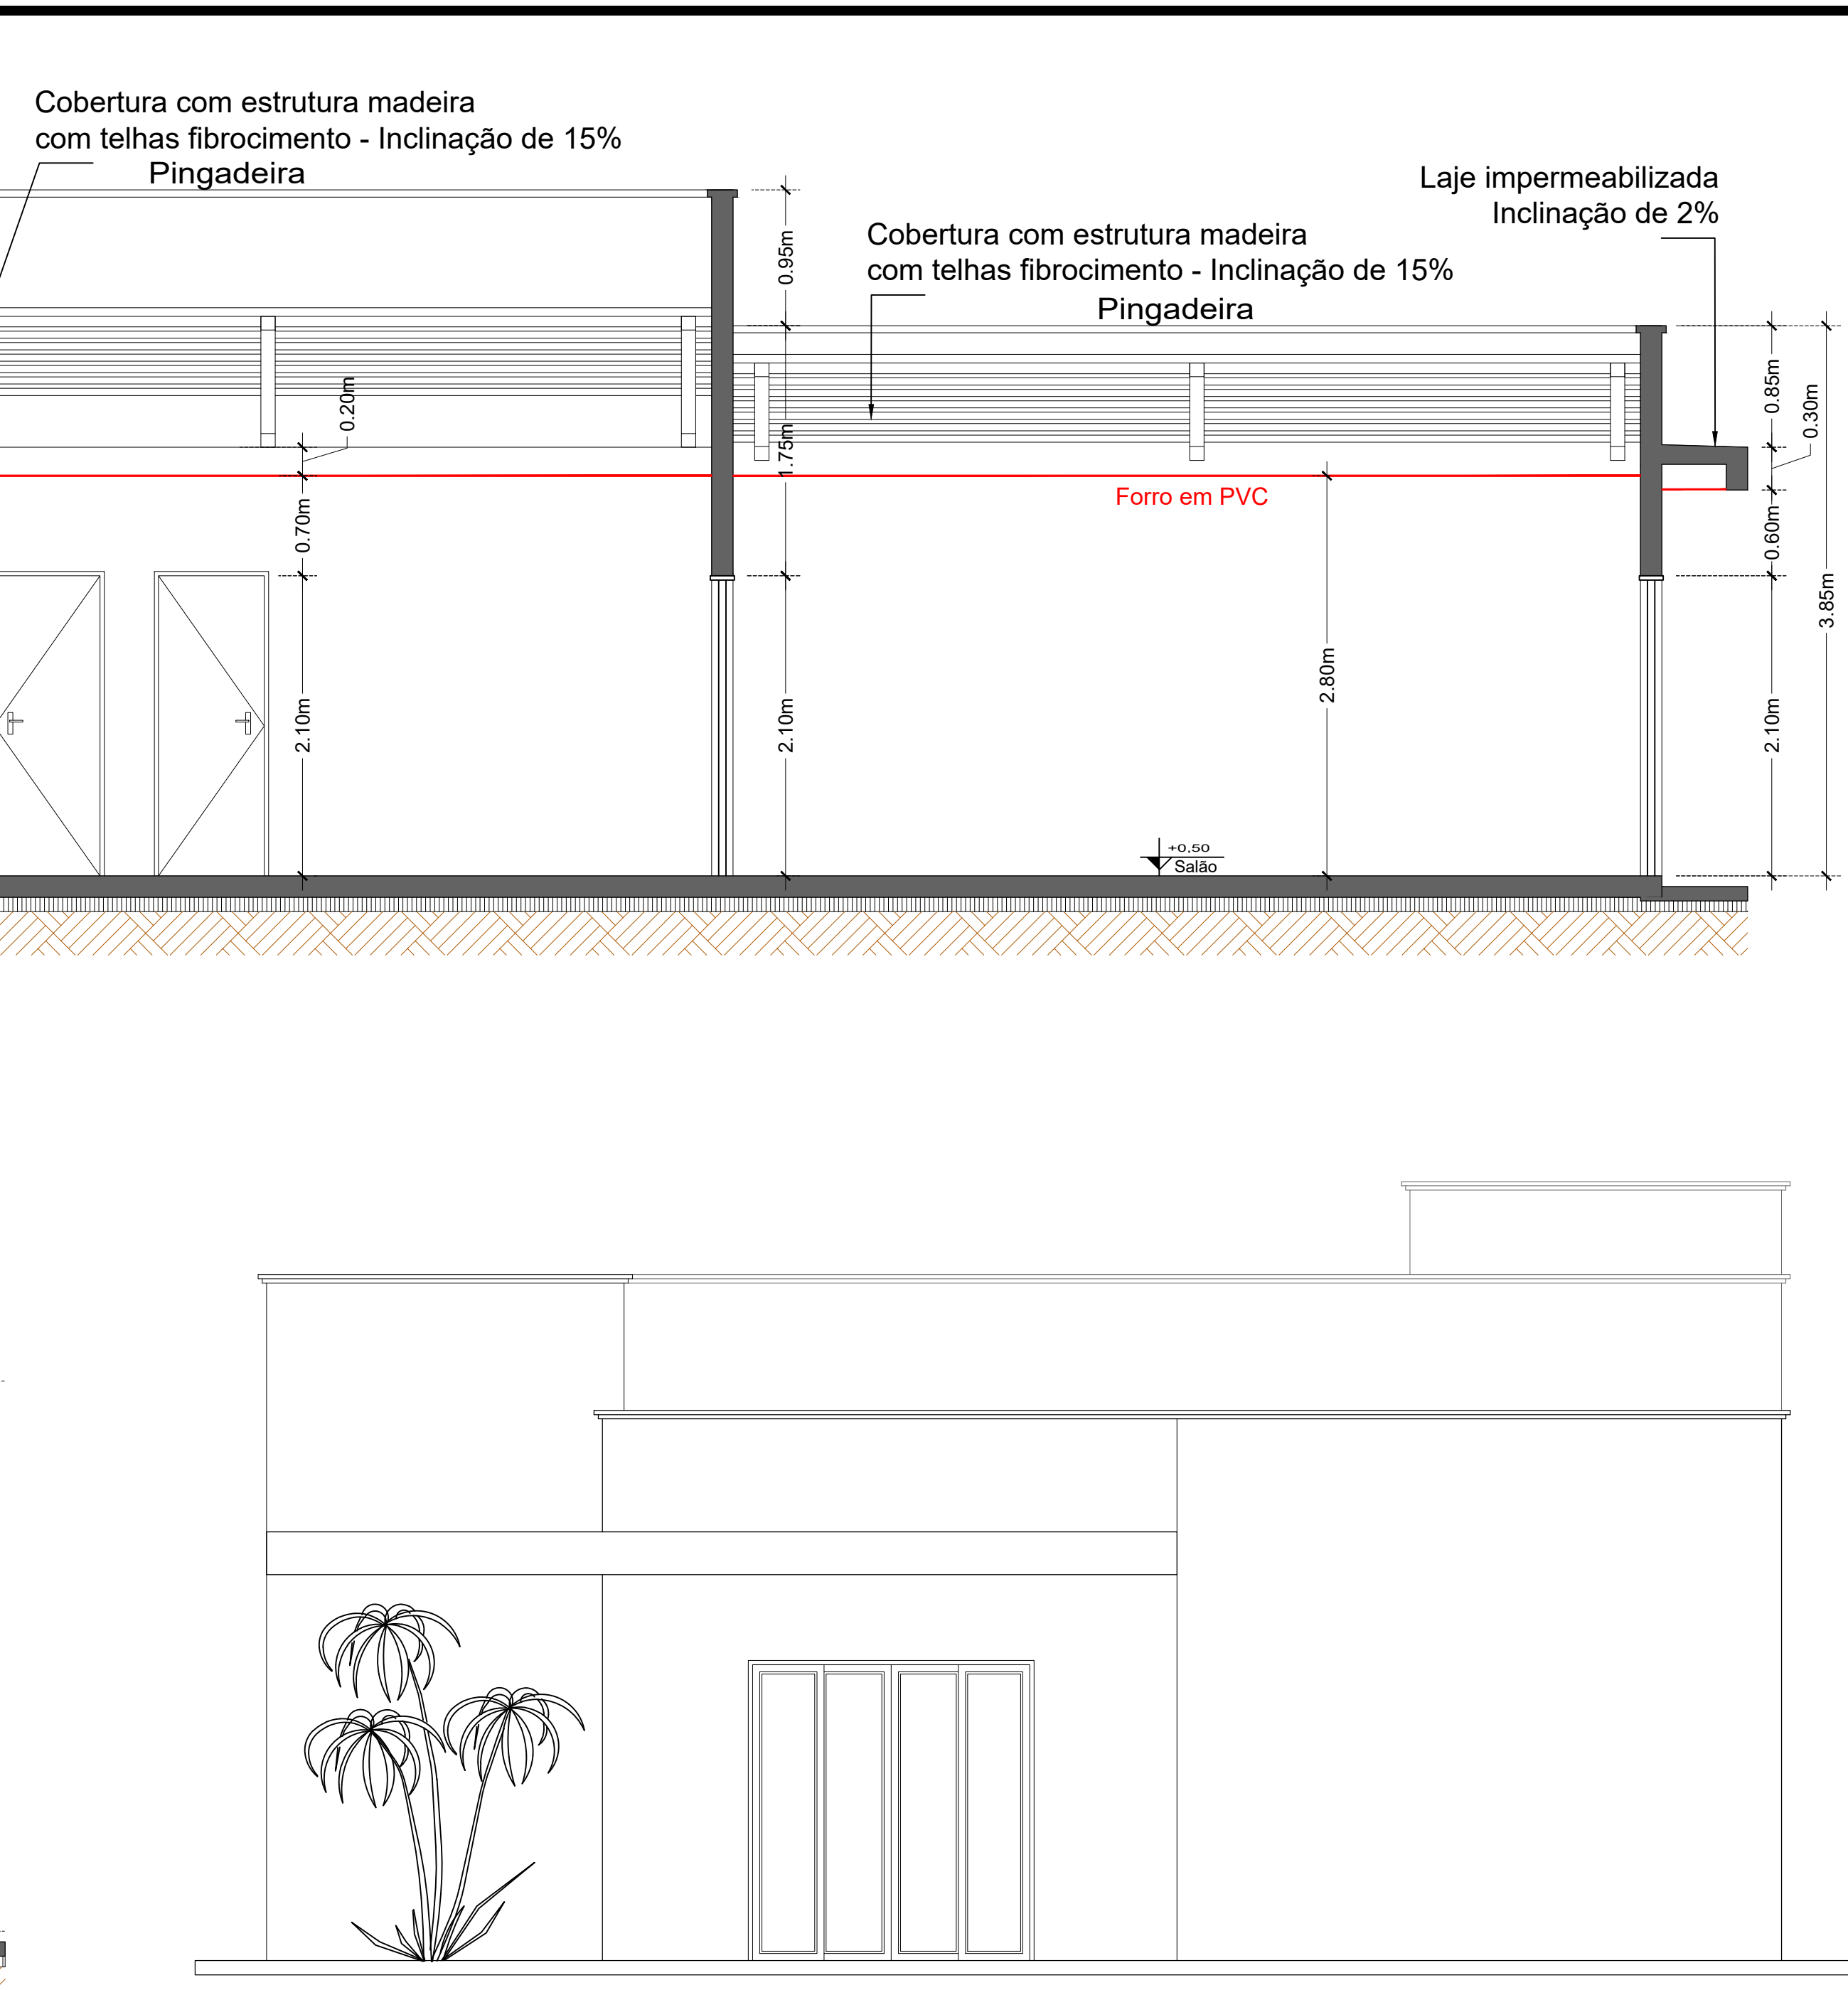 Cobertura com estrutura madeira
com telhas fibrocimento - Inclinação de 15%
Pingadeira
Laje impermeabilizada
Inclinação de 2%
Cobertura com estrutura madeira
com telhas fibrocimento - Inclinação de 15%
Pingadeira
0.95m
0.85m
0.30m
0.20m
1.75m
Forro em PVC
0.70m
0.60m
3.85m
2.80m
2.10m
2.10m
2.10m
+0,50
Salão